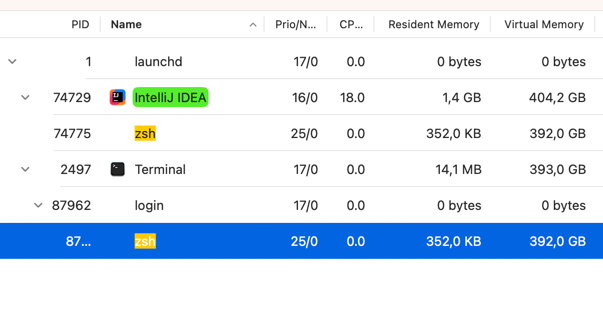 PID Name Prio/N... CP... Resident Memory Virtual Memory
1 launchd 17/0 0.0 0 bytes 0 bytes
74729 IntelliJ IDEA 16/0 18.0 1,4 GB 404,2 GB
74775 zsh 25/0 0.0 352,0 KB 392,0 GB
2497 Terminal 17/0 0.0 14,1 MB 393,0 GB
87962 login 17/0 0.0 0 bytes 0 bytes
87... zsh 25/0 0.0 352,0 KB 392,0 GB